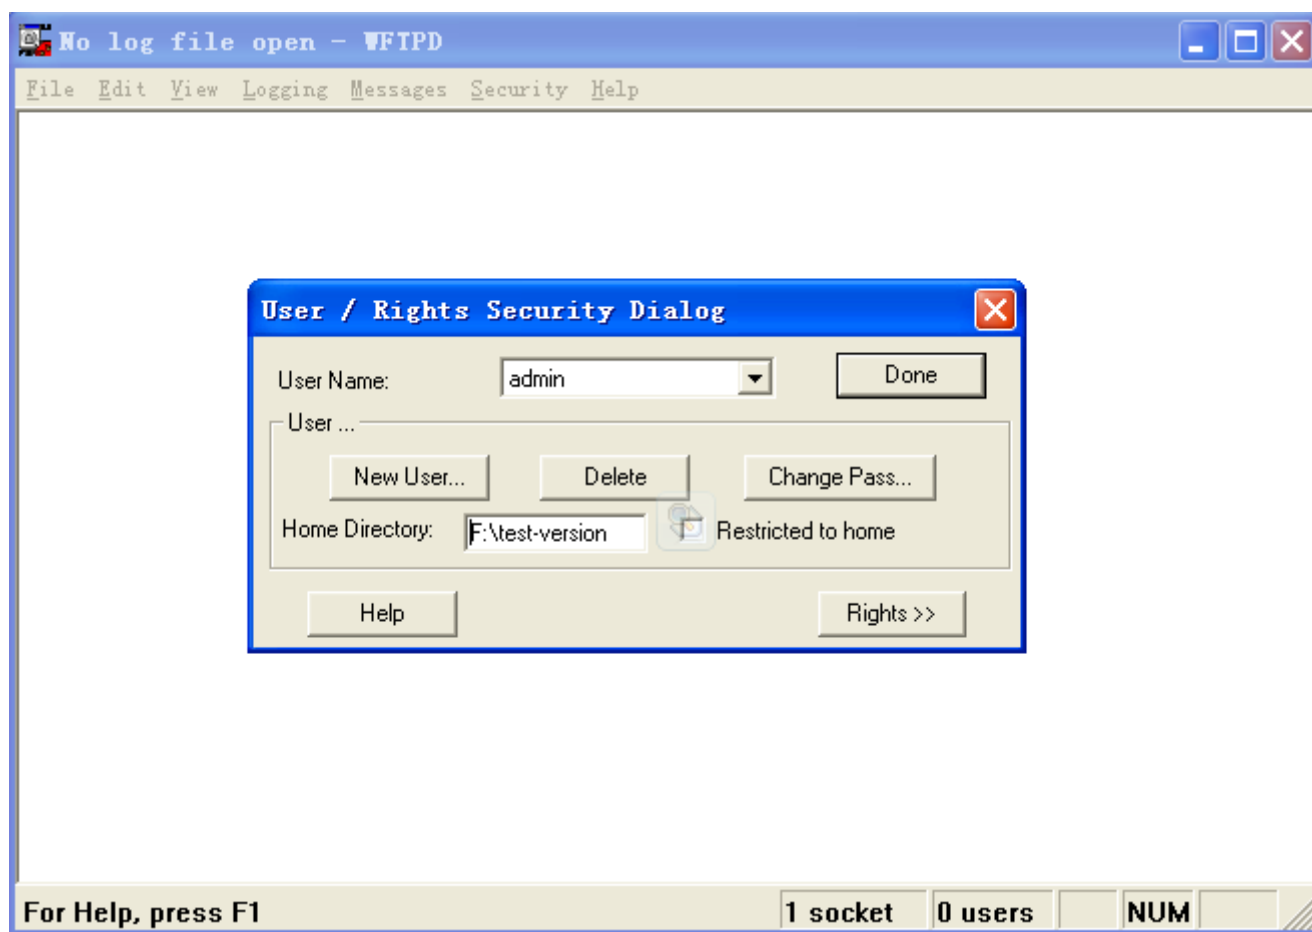 No log file open - WFTPD
File Edit View Logging Messages Security Help
User / Rights Security Dialog
User Name: admin Done
User ...
New User... Delete Change Pass...
Home Directory: F:\test-version Restricted to home
Help Rights >>
For Help, press F1 1 socket 0 users NUM